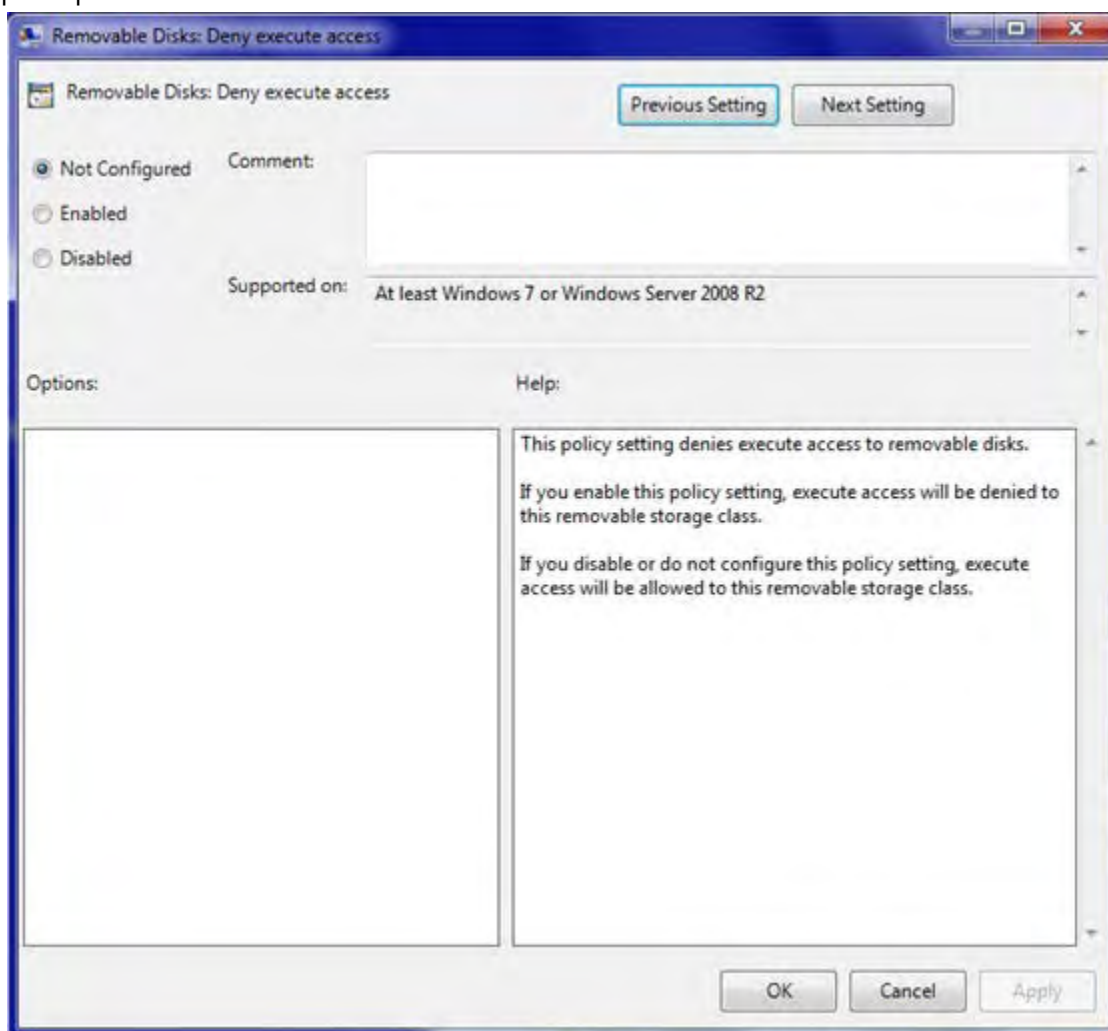 Removable Disks: Deny execute access
Removable Disks: Deny execute access
Previous Setting
Next Setting
Not Configured
Comment:
Enabled
Disabled
Supported on:
At least Windows 7 or Windows Server 2008 R2
Options:
Help:
This policy setting denies execute access to removable disks.
If you enable this policy setting, execute access will be denied to
this removable storage class.
If you disable or do not configure this policy setting, execute
access will be allowed to this removable storage class.
OK
Cancel
Apply